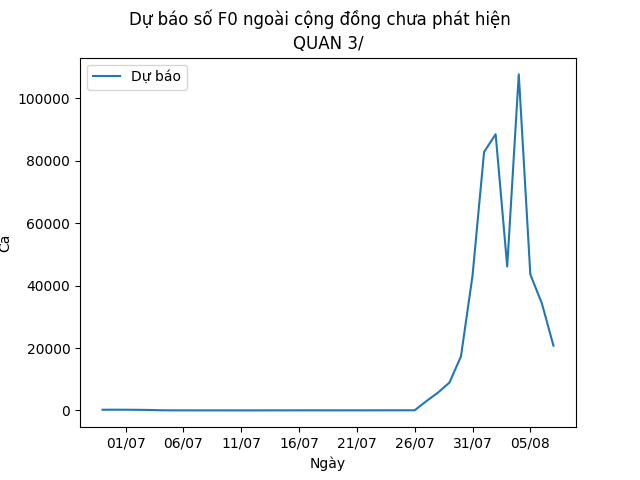 Dự báo số F0 ngoài cộng đồng chưa phát hiện
QUAN 3/
Dự báo
100000
80000
60000
40000
20000
0
Ca
01/07 06/07 11/07 16/07 21/07 26/07 31/07 05/08
Ngày